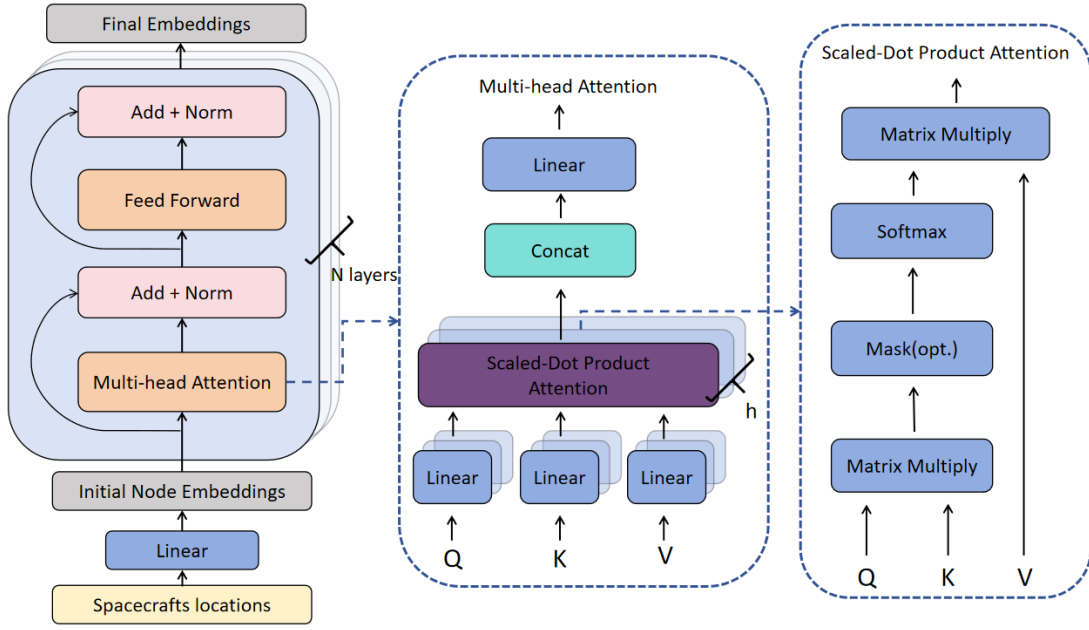 Final Embeddings
Add + Norm
Feed Forward
Add + Norm
Multi-head Attention
N layers
Initial Node Embeddings
Linear
Spacecrafts locations
Multi-head Attention
Linear
Concat
Scaled-Dot Product
Attention
h
Linear
Linear
Linear
Q
K
V
Scaled-Dot Product Attention
Matrix Multiply
Softmax
Mask(opt.)
Matrix Multiply
Q
K
V